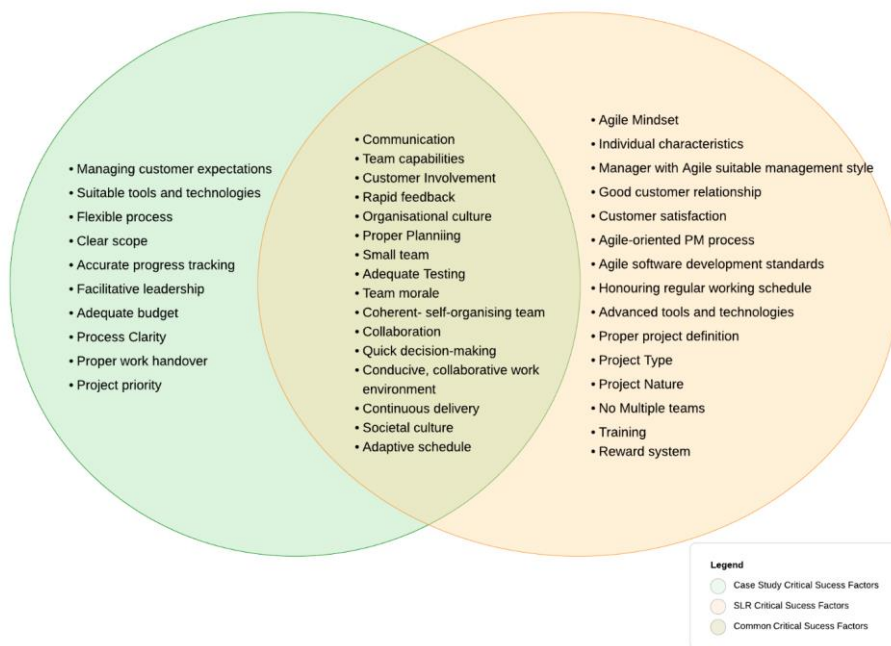 • Managing customer expectations
• Suitable tools and technologies
• Flexible process
• Clear scope
• Accurate progress tracking
• Facilitative leadership
• Adequate budget
• Process Clarity
• Proper work handover
• Project priority
• Communication
• Team capabilities
• Customer Involvement
• Rapid feedback
• Organisational culture
• Proper Planniing
• Small team
• Adequate Testing
• Team morale
• Coherent- self-organising team
• Collaboration
• Quick decision-making
• Conducive, collaborative work
environment
• Continuous delivery
• Societal culture
• Adaptive schedule
• Agile Mindset
• Individual characteristics
• Manager with Agile suitable management style
• Good customer relationship
• Customer satisfaction
• Agile-oriented PM process
• Agile software development standards
• Honouring regular working schedule
• Advanced tools and technologies
• Proper project definition
• Project Type
• Project Nature
• No Multiple teams
• Training
• Reward system
Legend
Case Study Critical Sucess Factors
SLR Critical Sucess Factors
Common Critical Sucess Factors